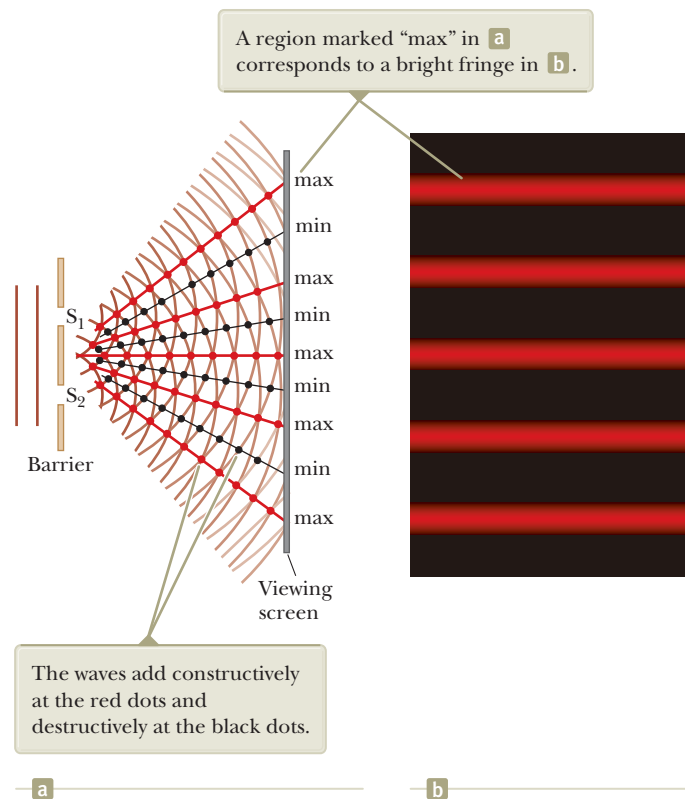 A region marked “max” in a
corresponds to a bright fringe in b .
max
min
max
S1
min
max
min
S2
max
Barrier
min
max
Viewing
screen
The waves add constructively
at the red dots and
destructively at the black dots.
a
b